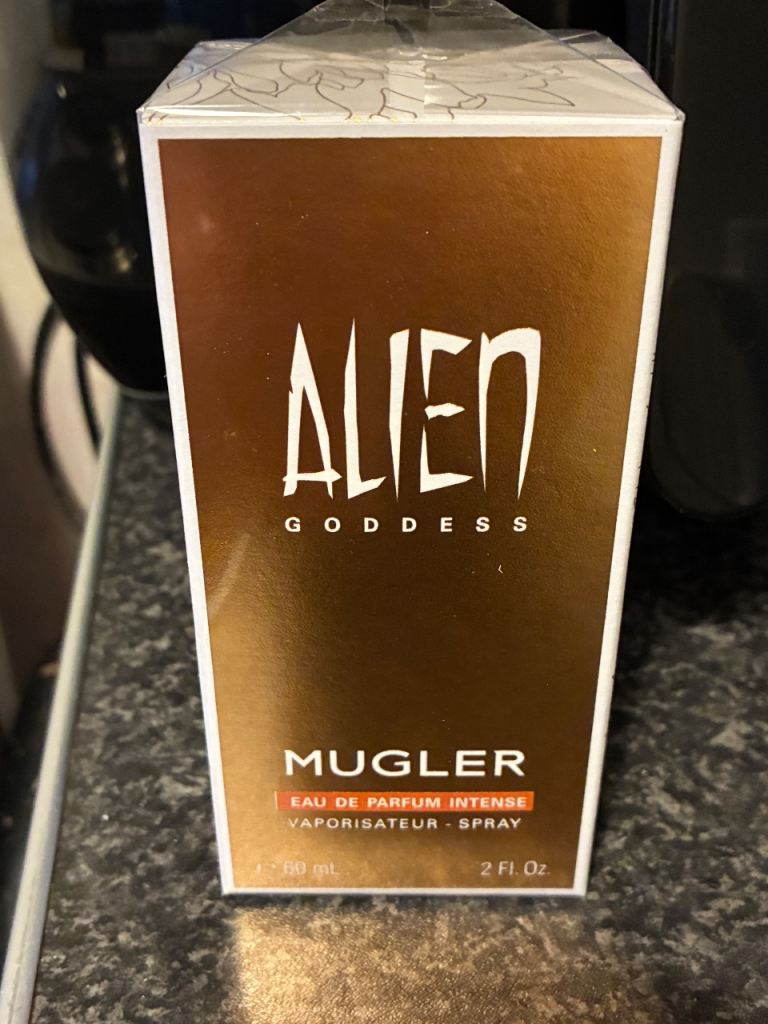 ALIEN
GODDESS
MUGLER
EAU DE PARFUM INTENSE
VAPORISATEUR - SPRAY
60 mL 2 Fl. Oz.